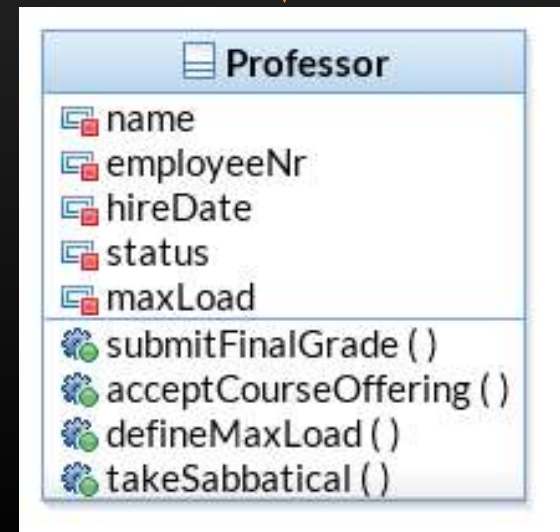 Professor
name
employeeNr
hireDate
status
maxLoad
submitFinalGrade ( )
acceptCourseOffering ( )
defineMaxLoad ( )
takeSabbatical ( )